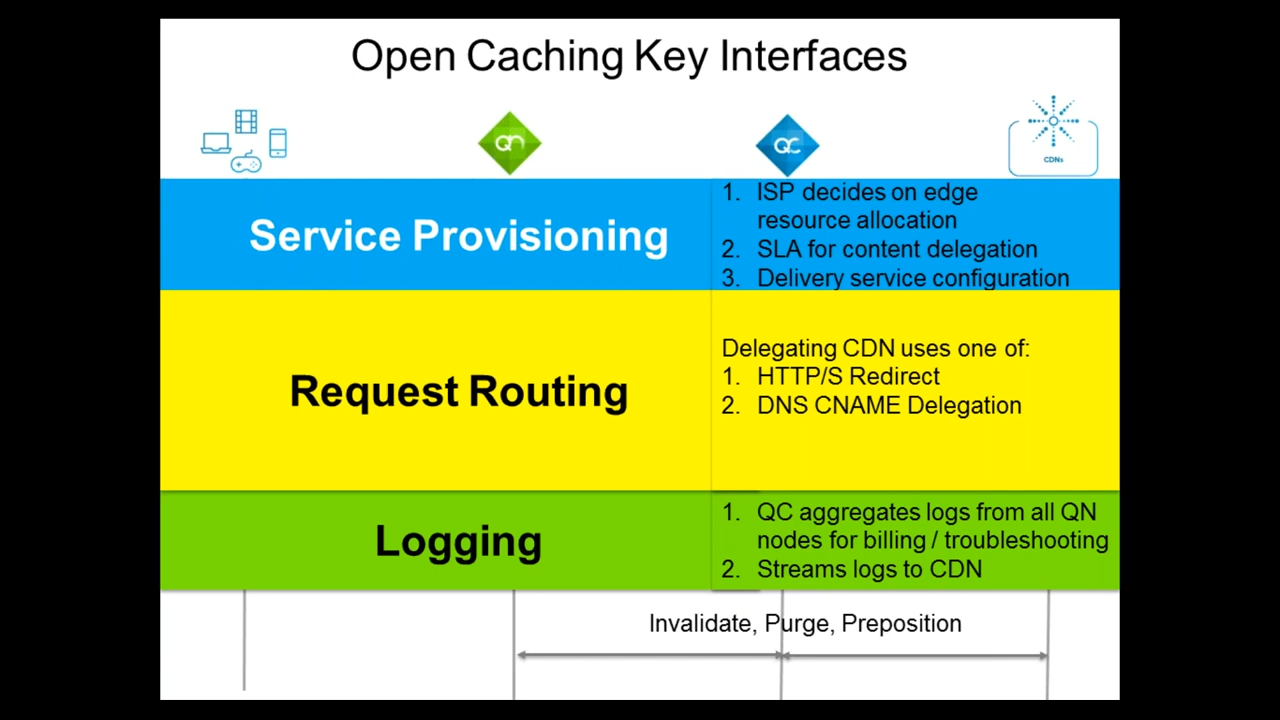 Open Caching Key Interfaces
Qn
QC
CDNs
Service Provisioning
1. ISP decides on edge
resource allocation
2. SLA for content delegation
3. Delivery service configuration
Request Routing
Delegating CDN uses one of:
1. HTTP/S Redirect
2. DNS CNAME Delegation
Logging
1. QC aggregates logs from all QN
nodes for billing / troubleshooting
2. Streams logs to CDN
Invalidate, Purge, Preposition